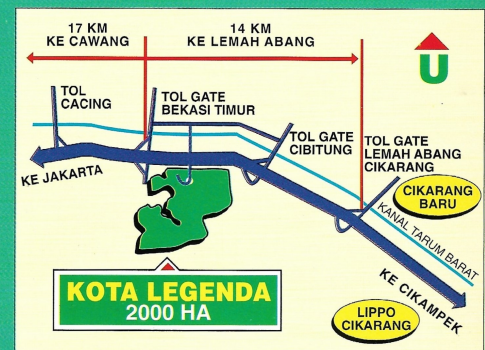 17 KM
KE CAWANG
14 KM
KE LEMAH ABANG
U
TOL
CACING
TOL GATE
BEKASI TIMUR
TOL GATE
CIBITUNG
TOL GATE
LEMAH ABANG
CIKARANG
KE JAKARTA
CIKARANG
BARU
KANAL TARUM BARAT
KE CIKAMPEK
KOTA LEGENDA
2000 HA
LIPPO
CIKARANG